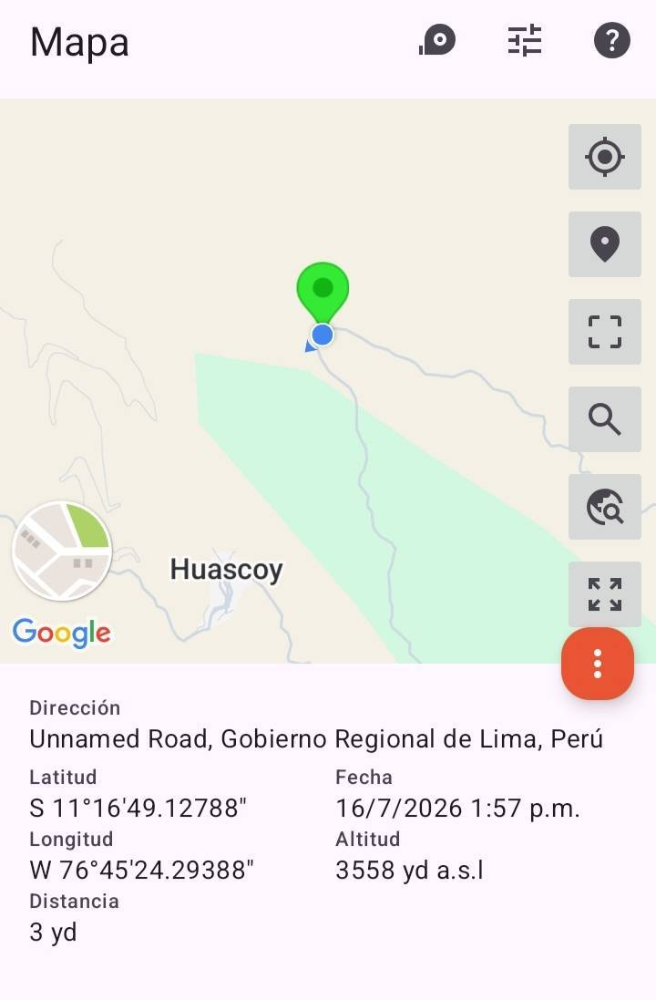 Mapa
Huascoy
Google
Dirección
Unnamed Road, Gobierno Regional de Lima, Perú
Latitud
S 11°16'49.12788"
Fecha
16/7/2026 1:57 p.m.
Longitud
W 76°45'24.29388"
Altitud
3558 yd a.s.l
Distancia
3 yd